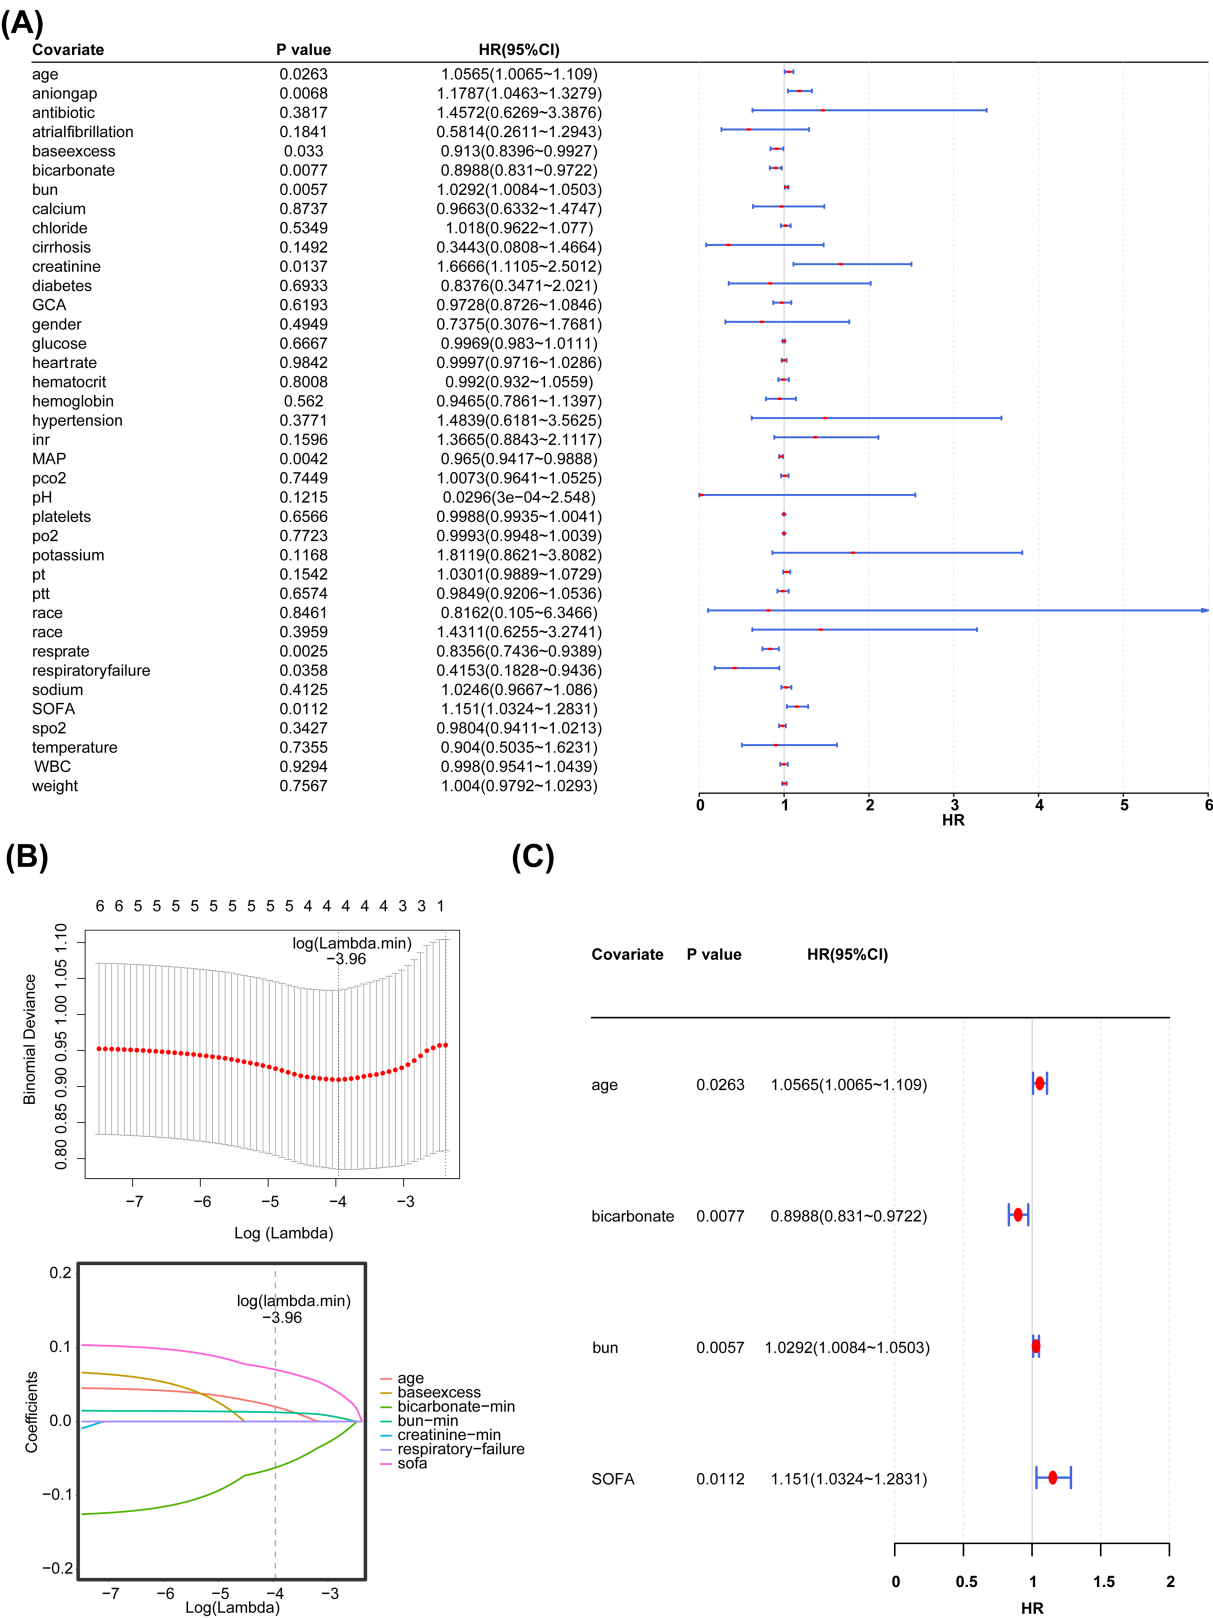 (A)
Covariate P value HR(95%CI)
age 0.0263 1.0565(1.0065~1.109)
aniongap 0.0068 1.1787(1.0463~1.3279)
antibiotic 0.3817 1.4572(0.6269~3.3876)
atrialfibrillation 0.1841 0.5814(0.2611~1.2943)
baseexcess 0.033 0.913(0.8396~0.9927)
bicarbonate 0.0077 0.8988(0.831~0.9722)
bun 0.0057 1.0292(1.0084~1.0503)
calcium 0.8737 0.9663(0.6332~1.4747)
chloride 0.5349 1.018(0.9622~1.077)
cirrhosis 0.1492 0.3443(0.0808~1.4664)
creatinine 0.0137 1.6666(1.1105~2.5012)
diabetes 0.6933 0.8376(0.3471~2.021)
GCA 0.6193 0.9728(0.8726~1.0846)
gender 0.4949 0.7375(0.3076~1.7681)
glucose 0.6667 0.9969(0.983~1.0111)
heartrate 0.9842 0.9997(0.9716~1.0286)
hematocrit 0.8008 0.992(0.932~1.0559)
hemoglobin 0.562 0.9465(0.7861~1.1397)
hypertension 0.3771 1.4839(0.6181~3.5625)
inr 0.1596 1.3665(0.8843~2.1117)
MAP 0.0042 0.965(0.9417~0.9888)
pco2 0.7449 1.0073(0.9641~1.0525)
pH 0.1215 0.0296(3e−04~2.548)
platelets 0.6566 0.9988(0.9935~1.0041)
po2 0.7723 0.9993(0.9948~1.0039)
potassium 0.1168 1.8119(0.8621~3.8082)
pt 0.1542 1.0301(0.9889~1.0729)
ptt 0.6574 0.9849(0.9206~1.0536)
race 0.8461 0.8162(0.105~6.3466)
race 0.3959 1.4311(0.6255~3.2741)
resprate 0.0025 0.8356(0.7436~0.9389)
respiratoryfailure 0.0358 0.4153(0.1828~0.9436)
sodium 0.4125 1.0246(0.9667~1.086)
SOFA 0.0112 1.151(1.0324~1.2831)
spo2 0.3427 0.9804(0.9411~1.0213)
temperature 0.7355 0.904(0.5035~1.6231)
WBC 0.9294 0.998(0.9541~1.0439)
weight 0.7567 1.004(0.9792~1.0293)
0 1 2 3 4 5 6
HR
(B)
6 6 5 5 5 5 5 5 5 5 5 4 4 4 4 4 3 3 1
log(Lambda.min)
−3.96
Binomial Deviance
1.10
1.05
1.00
0.95
0.90
0.85
0.80
−7 −6 −5 −4 −3
Log (Lambda)
log(lambda.min)
−3.96
Coefficients
0.2
0.1
0.0
−0.1
−0.2
age
baseexcess
bicarbonate−min
bun−min
creatinine−min
respiratory−failure
sofa
−7 −6 −5 −4 −3
Log(Lambda)
(C)
Covariate P value HR(95%CI)
age 0.0263 1.0565(1.0065~1.109)
bicarbonate 0.0077 0.8988(0.831~0.9722)
bun 0.0057 1.0292(1.0084~1.0503)
SOFA 0.0112 1.151(1.0324~1.2831)
0 0.5 1 1.5 2
HR